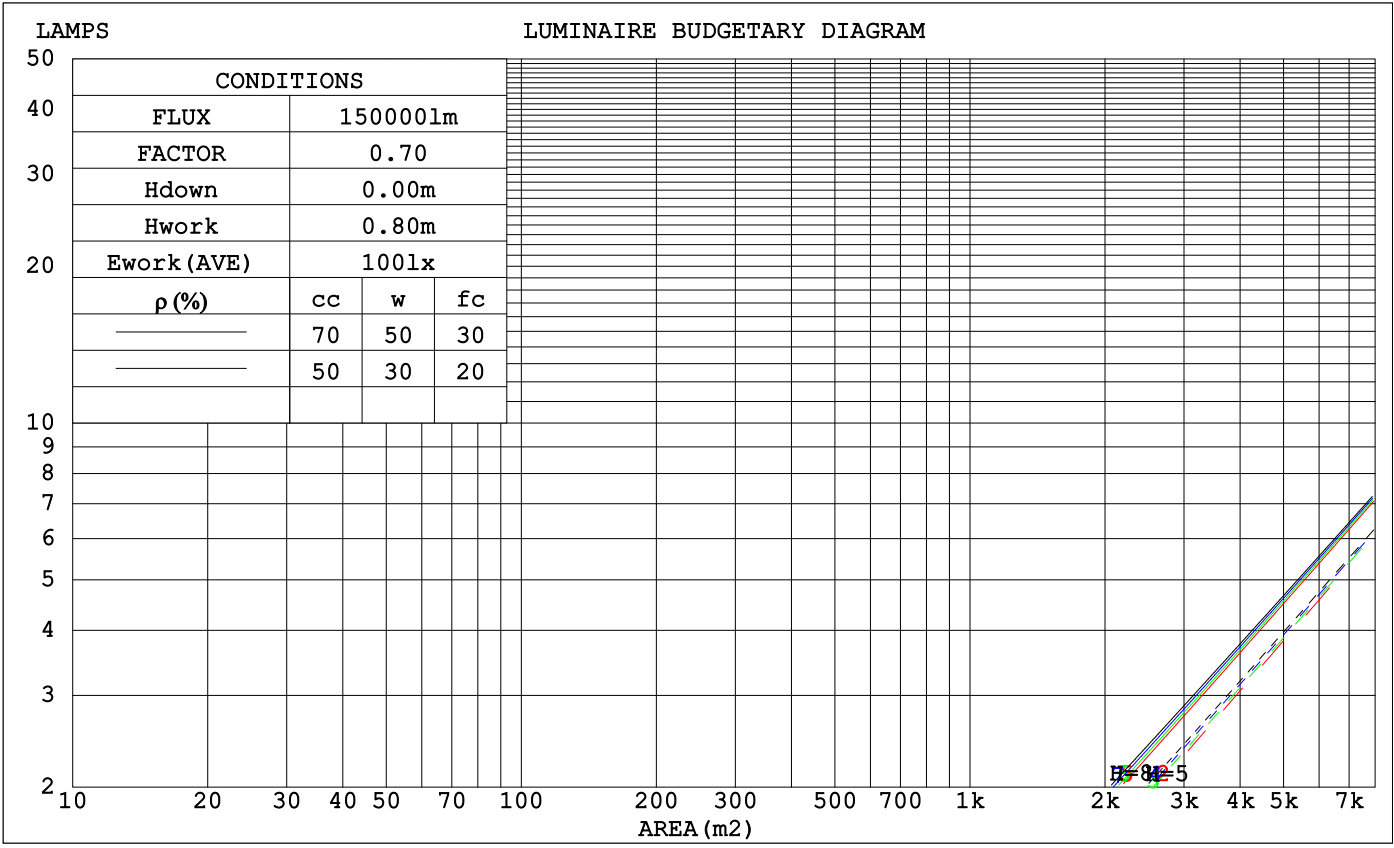 LAMPS
LUMINAIRE BUDGETARY DIAGRAM
50
40
30
20
10
9
8
7
6
5
4
3
2
CONDITIONS
FLUX 150000lm
FACTOR 0.70
Hdown 0.00m
Hwork 0.80m
Ework(AVE) 100lx
ρ(%) cc w fc
70 50 30
50 30 20
10 20 30 40 50 70 100 200 300 500 700 1k 2k 3k 4k 5k 7k
AREA(m2)